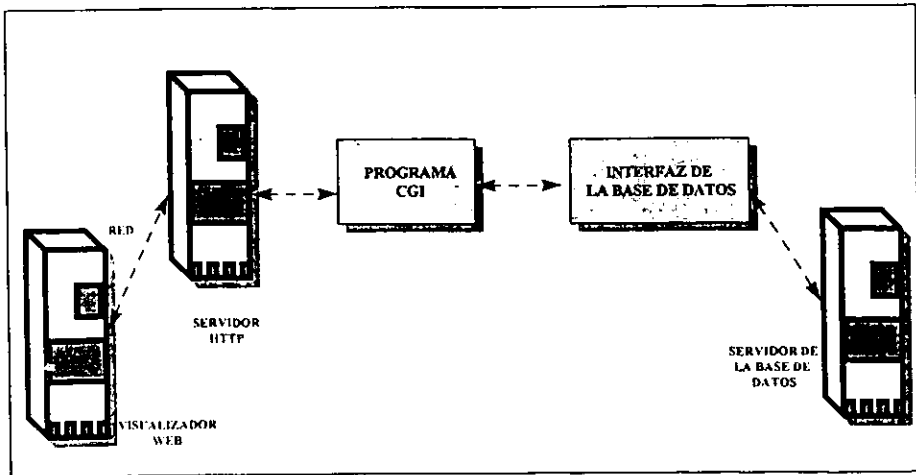 RED
VISUALIZADOR
WEB
SERVIDOR
HTTP
PROGRAMA
CGI
INTERFAZ DE
LA BASE DE DATOS
SERVIDOR DE
LA BASE DE
DATOS